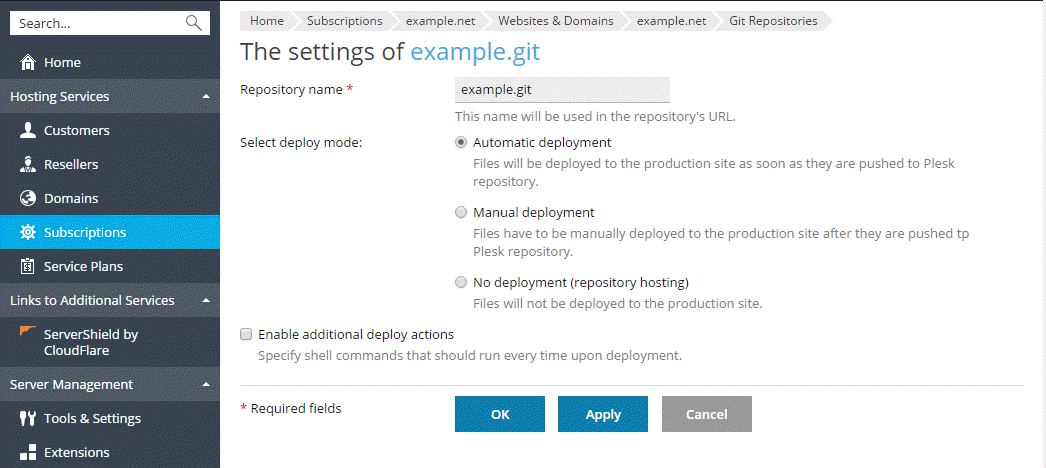 Search...
Home
Hosting Services
Customers
Resellers
Domains
Subscriptions
Service Plans
Links to Additional Services
ServerShield by
CloudFlare
Server Management
Tools & Settings
Extensions
Home Subscriptions example.net Websites & Domains example.net Git Repositories
The settings of example.git
Repository name * example.git
This name will be used in the repository's URL.
Select deploy mode: Automatic deployment
Files will be deployed to the production site as soon as they are pushed to Plesk
repository.
Manual deployment
Files have to be manually deployed to the production site after they are pushed tp
Plesk repository.
No deployment (repository hosting)
Files will not be deployed to the production site.
Enable additional deploy actions
Specify shell commands that should run every time upon deployment.
* Required fields OK Apply Cancel